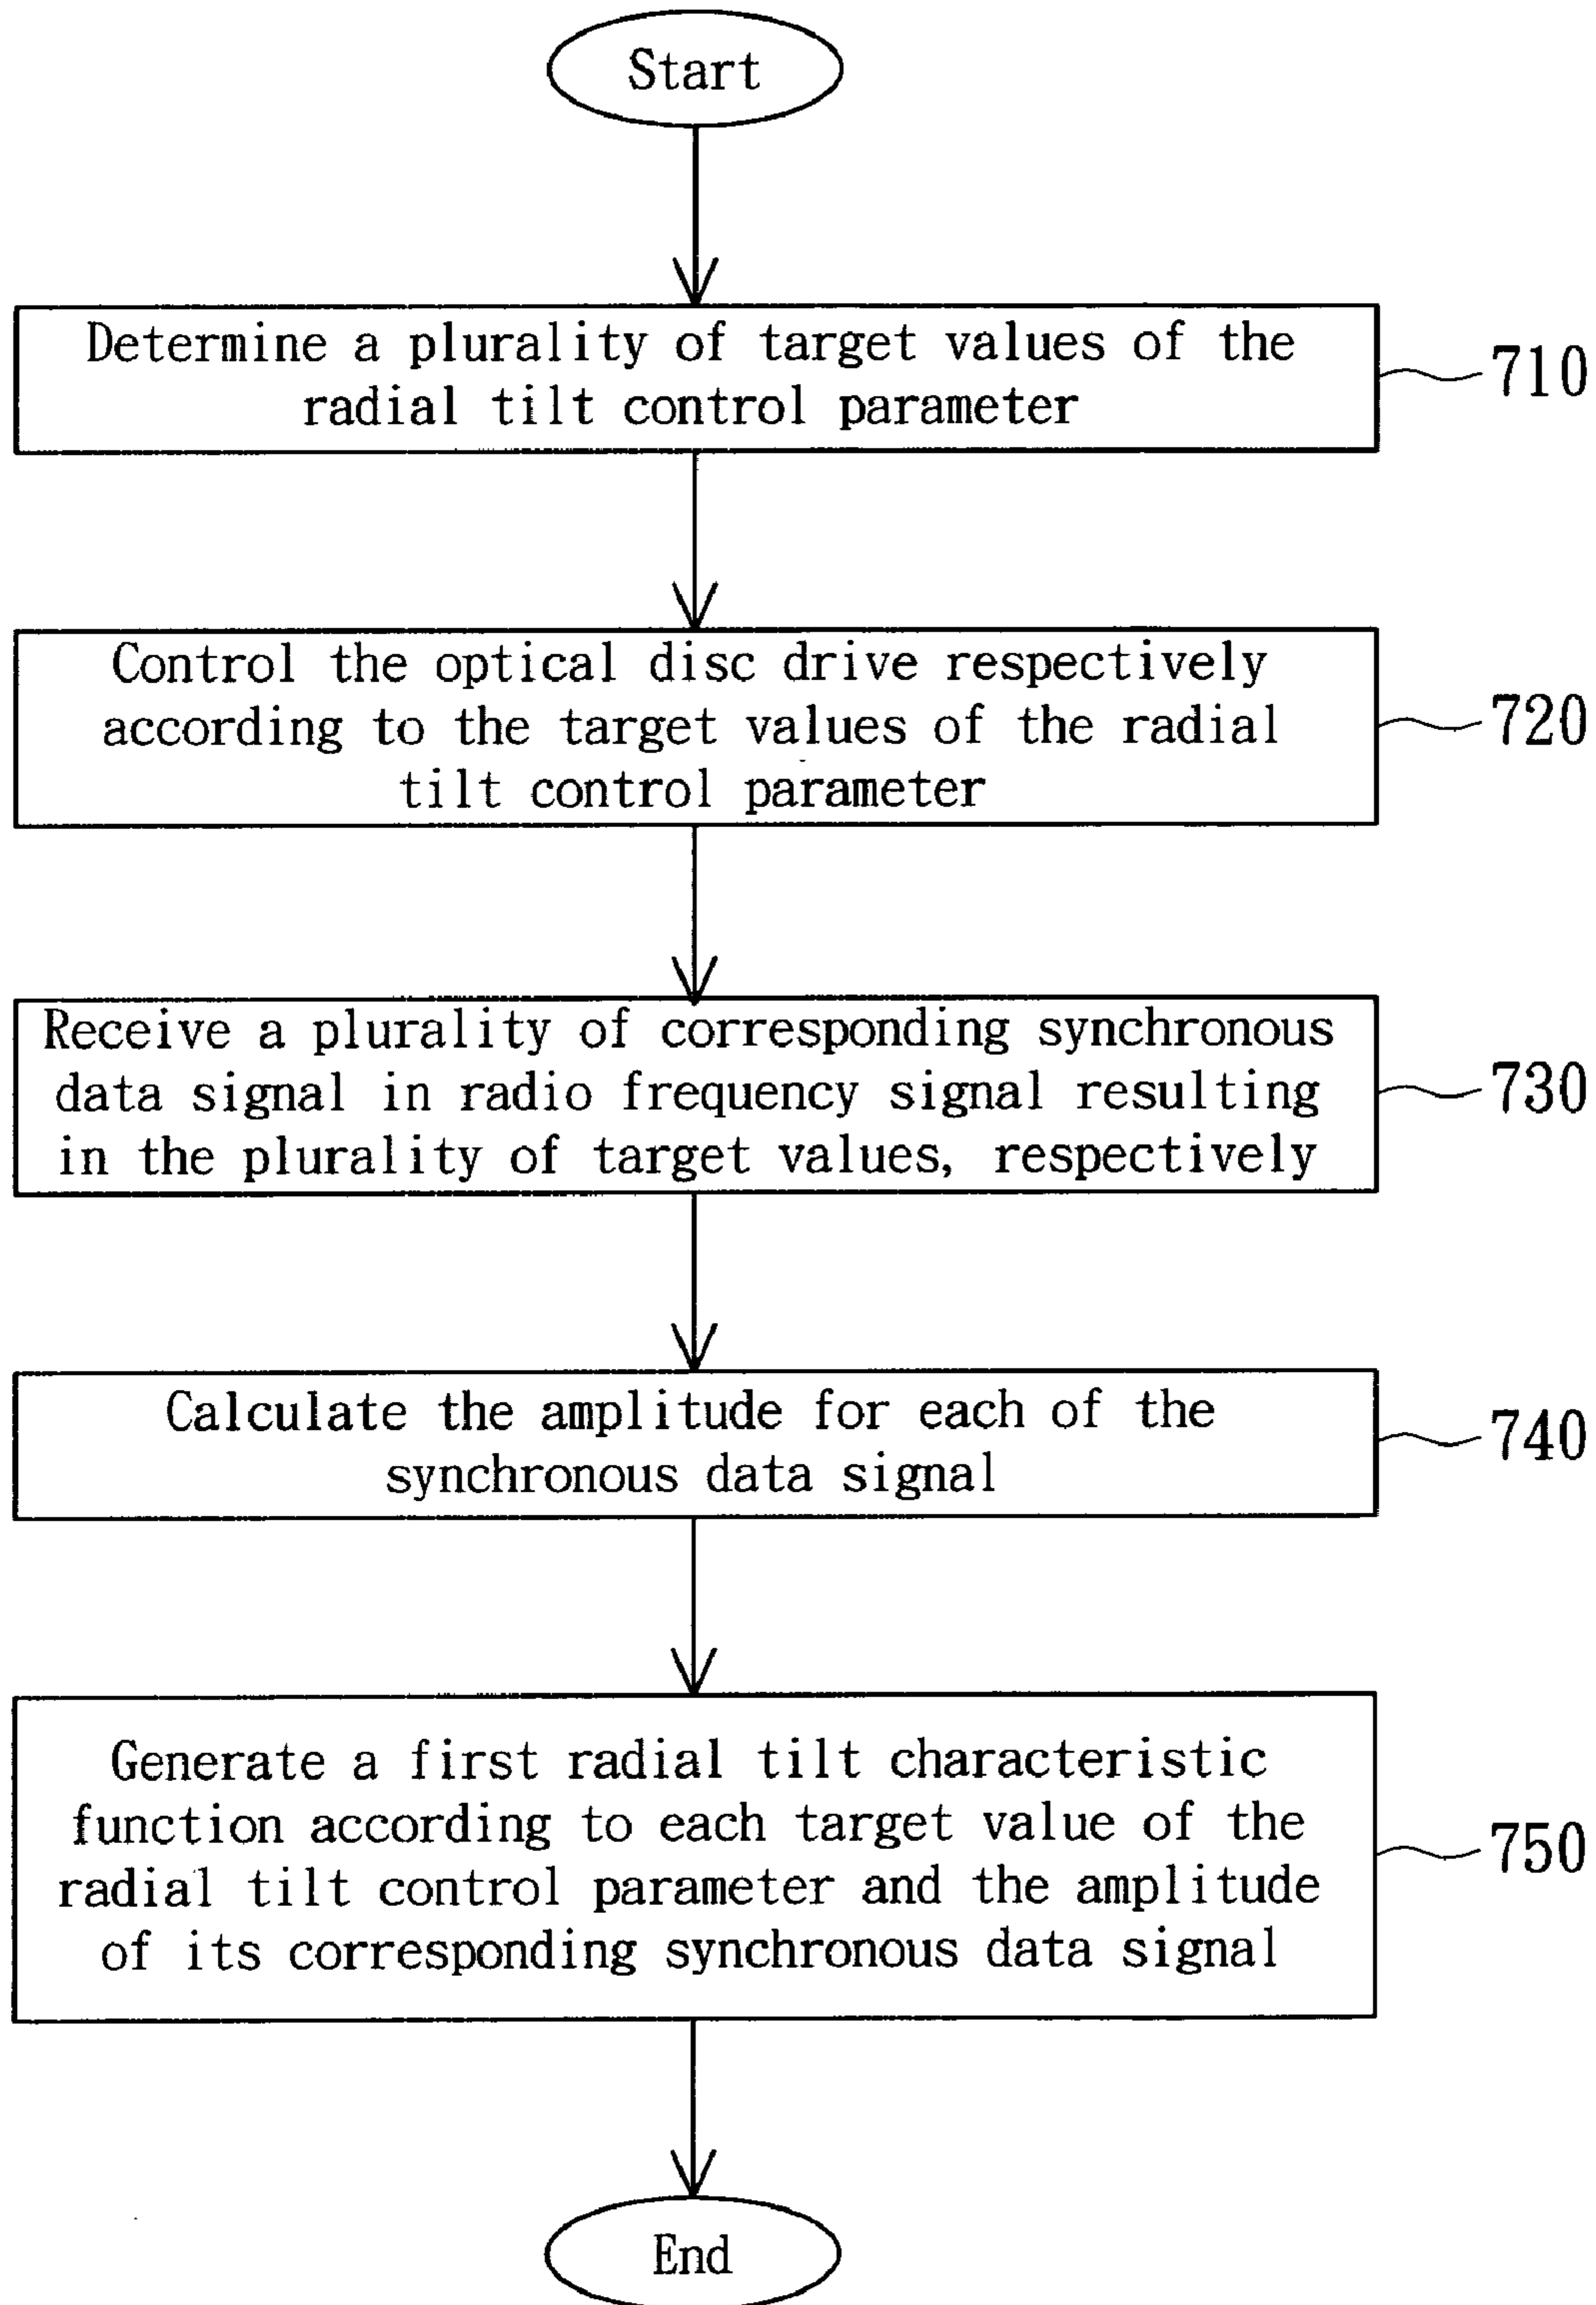 Start
Determine a plurality of target values of the
radial tilt control parameter
710
Control the optical disc drive respectively
according to the target values of the radial
tilt control parameter
720
Receive a plurality of corresponding synchronous
data signal in radio frequency signal resulting
in the plurality of target values, respectively
730
Calculate the amplitude for each of the
synchronous data signal
740
Generate a first radial tilt characteristic
function according to each target value of the
radial tilt control parameter and the amplitude
of its corresponding synchronous data signal
750
End